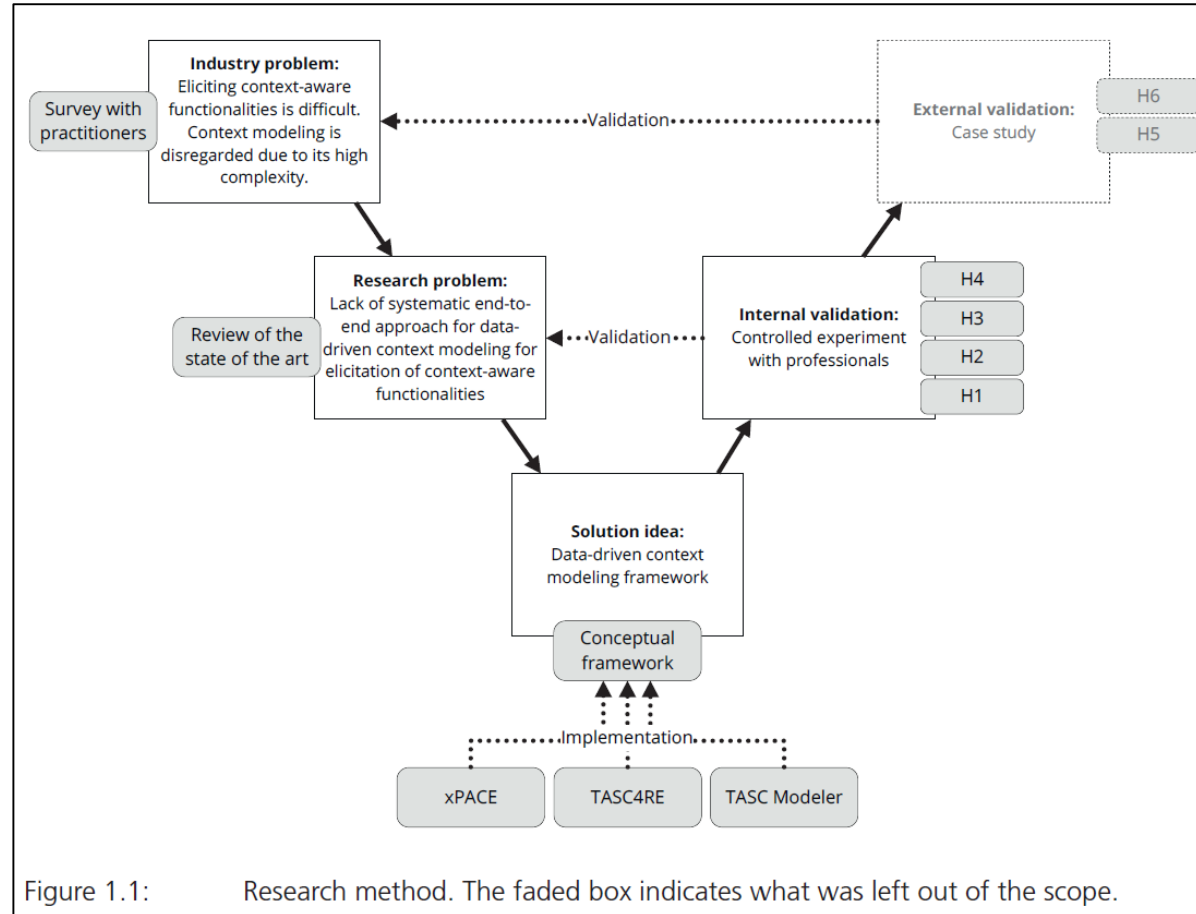 Industry problem:
Eliciting context-aware
functionalities is difficult.
Context modeling is
disregarded due to its high
complexity.
Survey with
practitioners
Validation
External validation:
Case study
H6
H5
Research problem:
Lack of systematic end-to-
end approach for data-
driven context modeling for
elicitation of context-aware
functionalities
Review of the
state of the art
Validation
Internal validation:
Controlled experiment
with professionals
H4
H3
H2
H1
Solution idea:
Data-driven context
modeling framework
Conceptual
framework
Implementation
xPACE
TASC4RE
TASC Modeler
Figure 1.1: Research method. The faded box indicates what was left out of the scope.